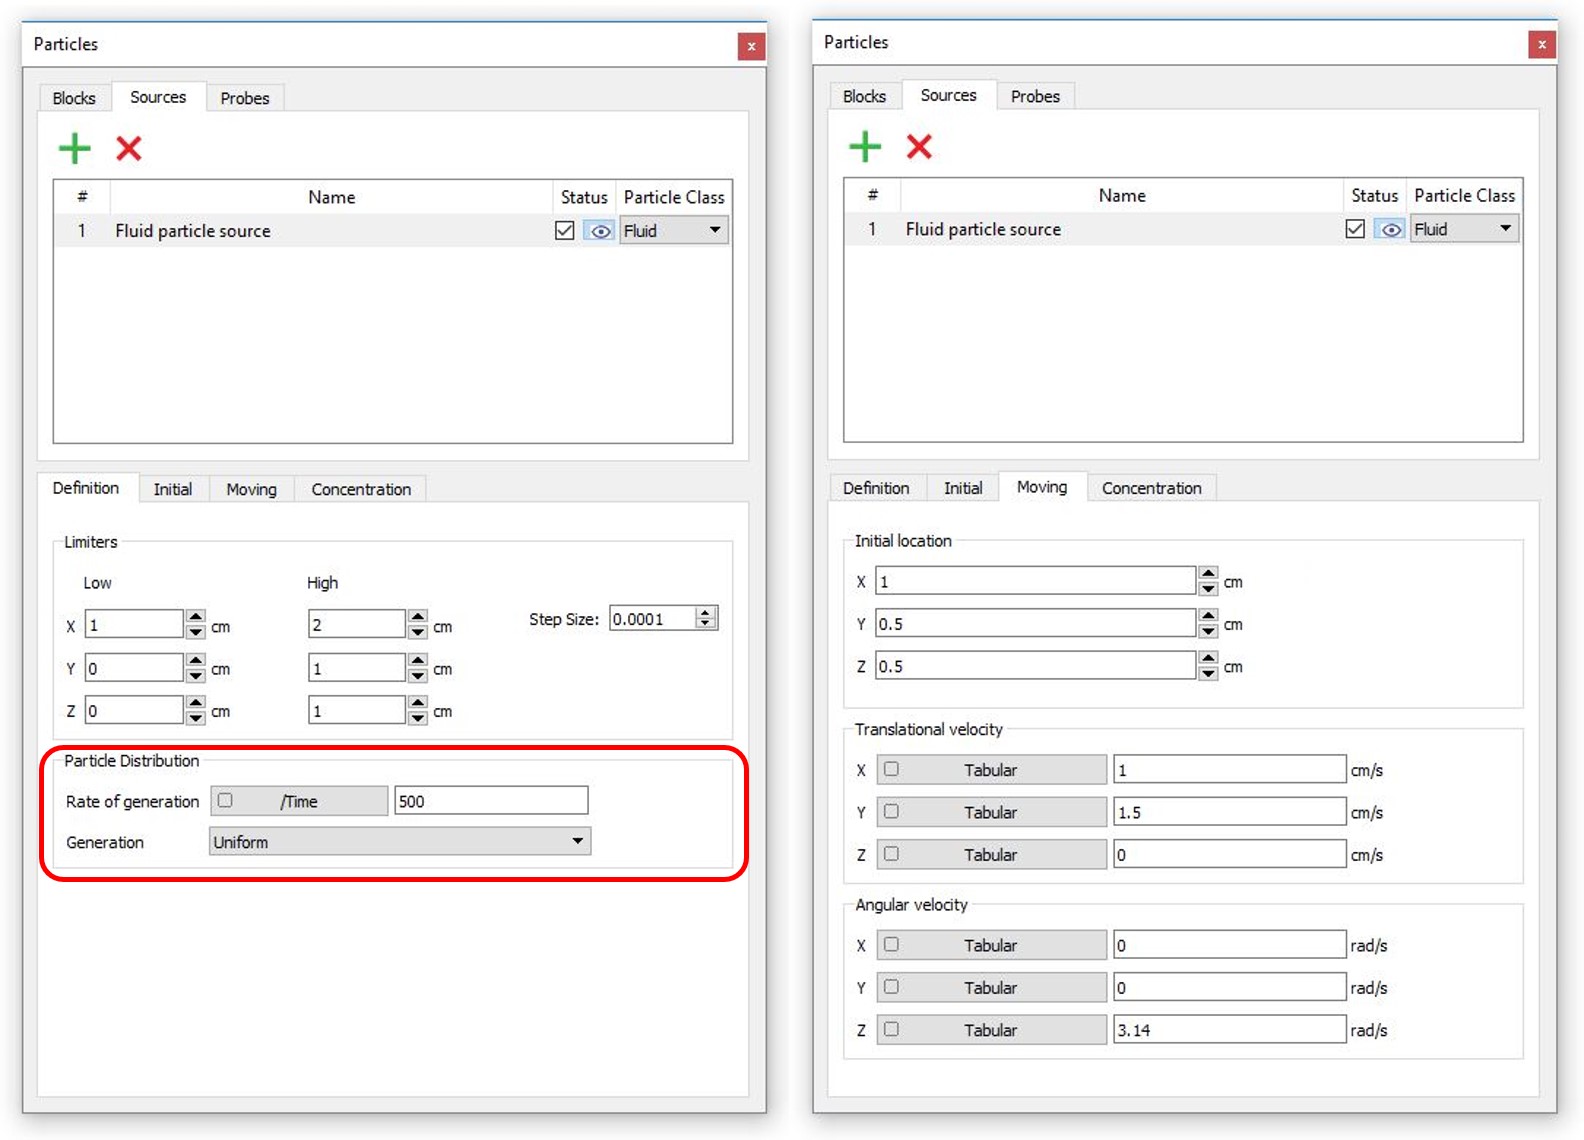 Particles
x
Blocks Sources Probes
# Name Status Particle Class
1 Fluid particle source Fluid
Definition Initial Moving Concentration
Limiters
Low High
X 1 cm 2 cm Step Size: 0.0001
Y 0 cm 1 cm
Z 0 cm 1 cm
Particle Distribution
Rate of generation /Time 500
Generation Uniform
Particles
x
Blocks Sources Probes
# Name Status Particle Class
1 Fluid particle source Fluid
Definition Initial Moving Concentration
Initial location
X 1 cm
Y 0.5 cm
Z 0.5 cm
Translational velocity
X Tabular 1 cm/s
Y Tabular 1.5 cm/s
Z Tabular 0 cm/s
Angular velocity
X Tabular 0 rad/s
Y Tabular 0 rad/s
Z Tabular 3.14 rad/s